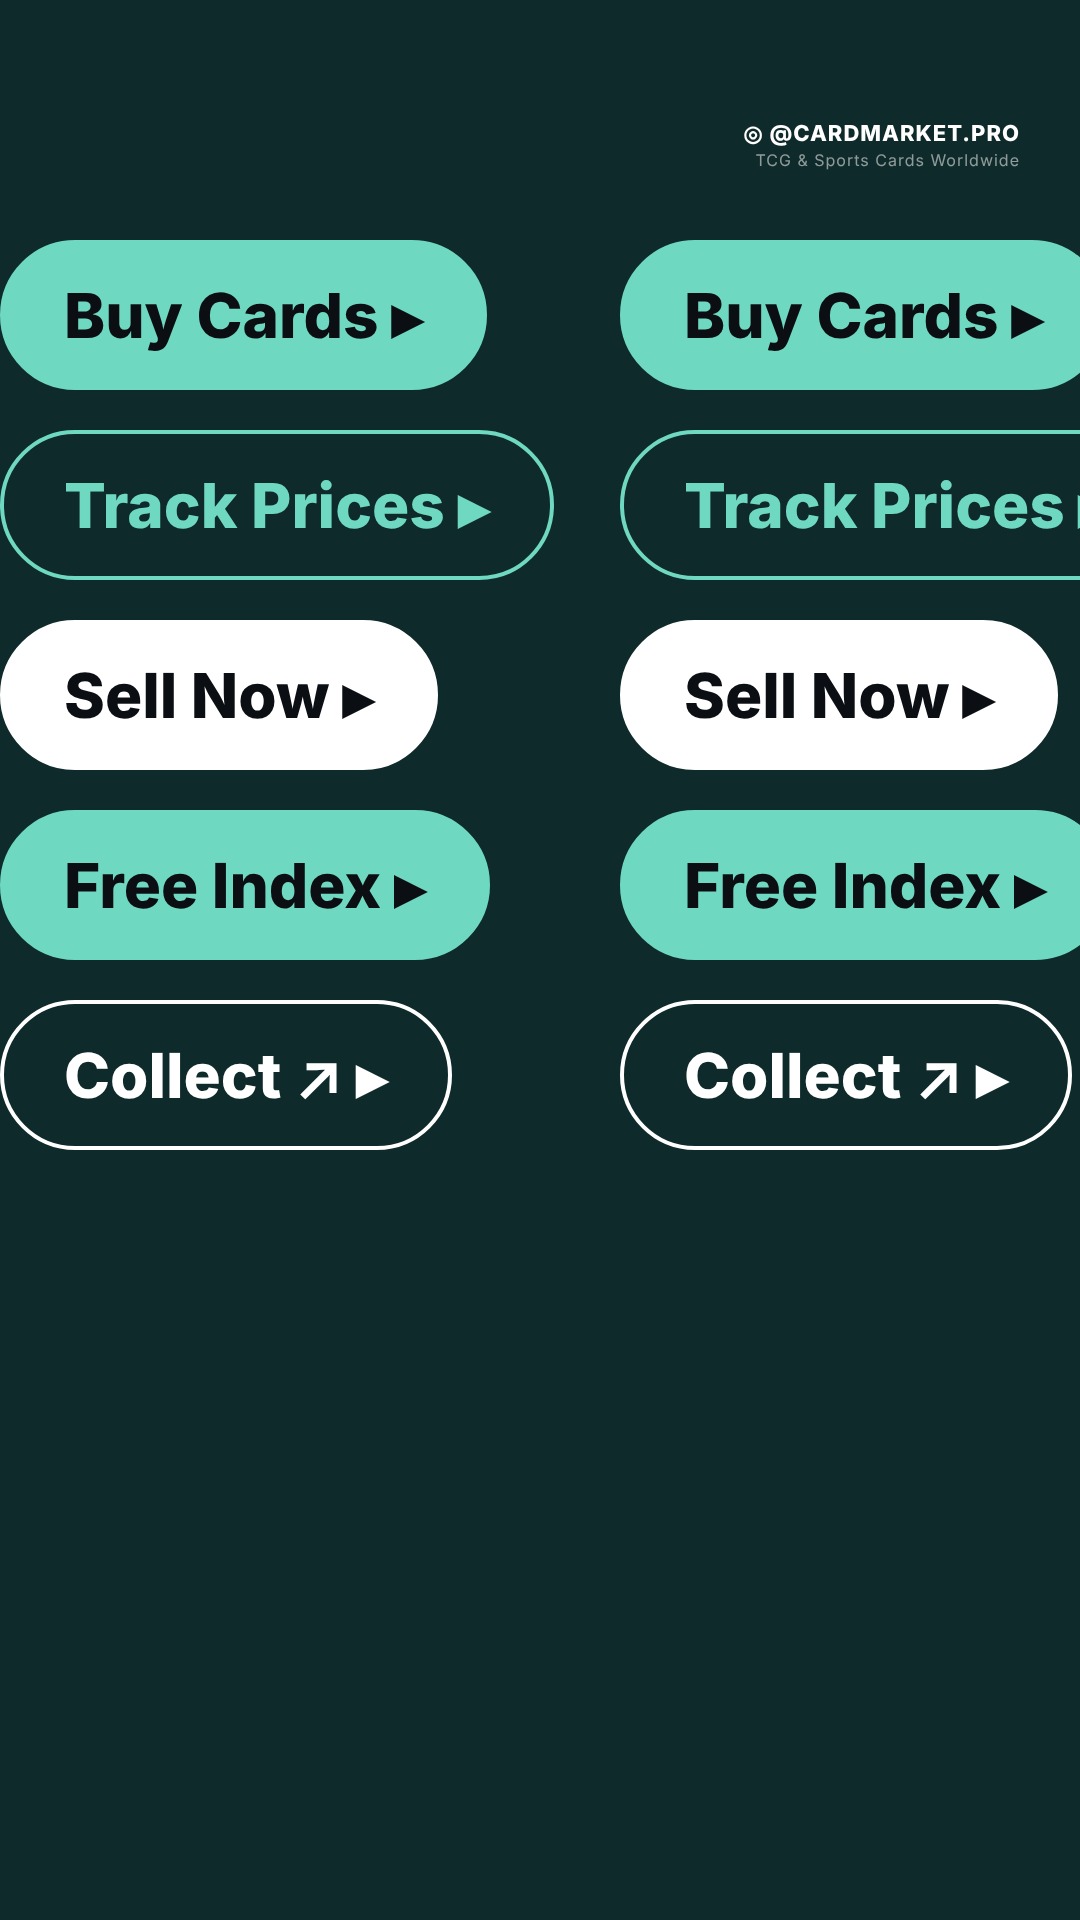 ◎ @CARDMARKET.PRO
TCG & Sports Cards Worldwide
Buy Cards ▶ Buy Cards ▶
Track Prices ▶ Track Prices
Sell Now ▶ Sell Now ▶
Free Index ▶ Free Index ▶
Collect ↗ ▶ Collect ↗ ▶